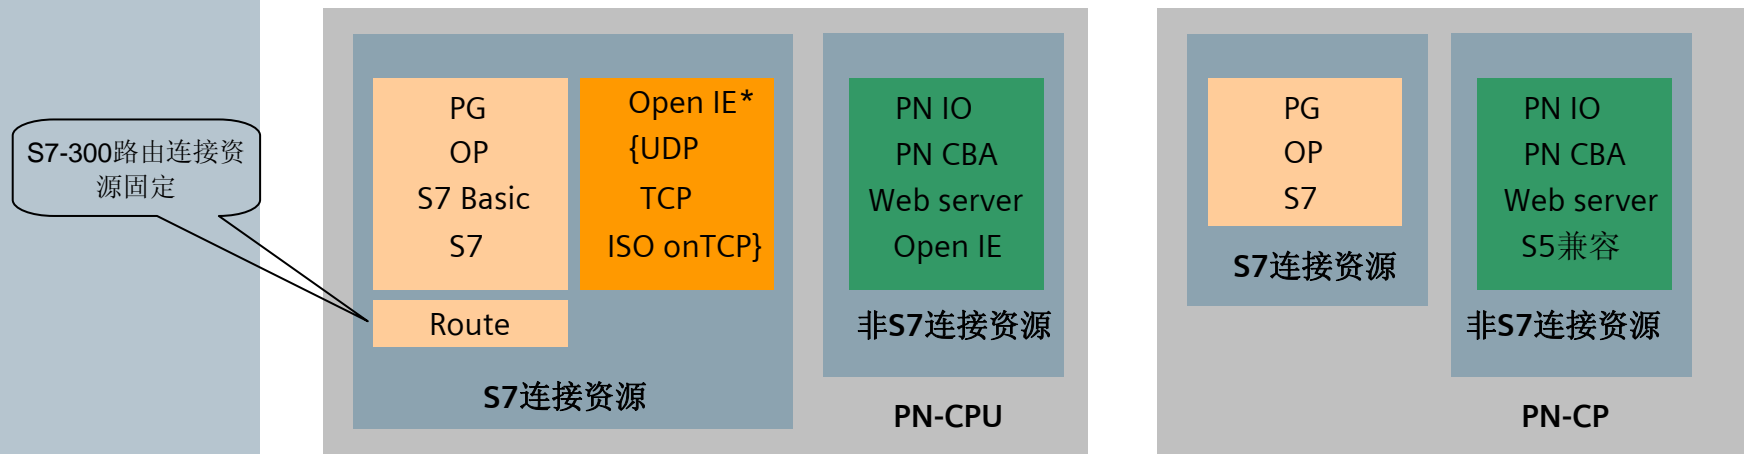 S7-300路由连接资
源固定
PG
OP
S7 Basic
S7
Route
Open IE*
{UDP
TCP
ISO onTCP}
S7连接资源
PN IO
PN CBA
Web server
Open IE
非S7连接资源
PN-CPU
PG
OP
S7
S7连接资源
PN IO
PN CBA
Web server
S5兼容
非S7连接资源
PN-CP